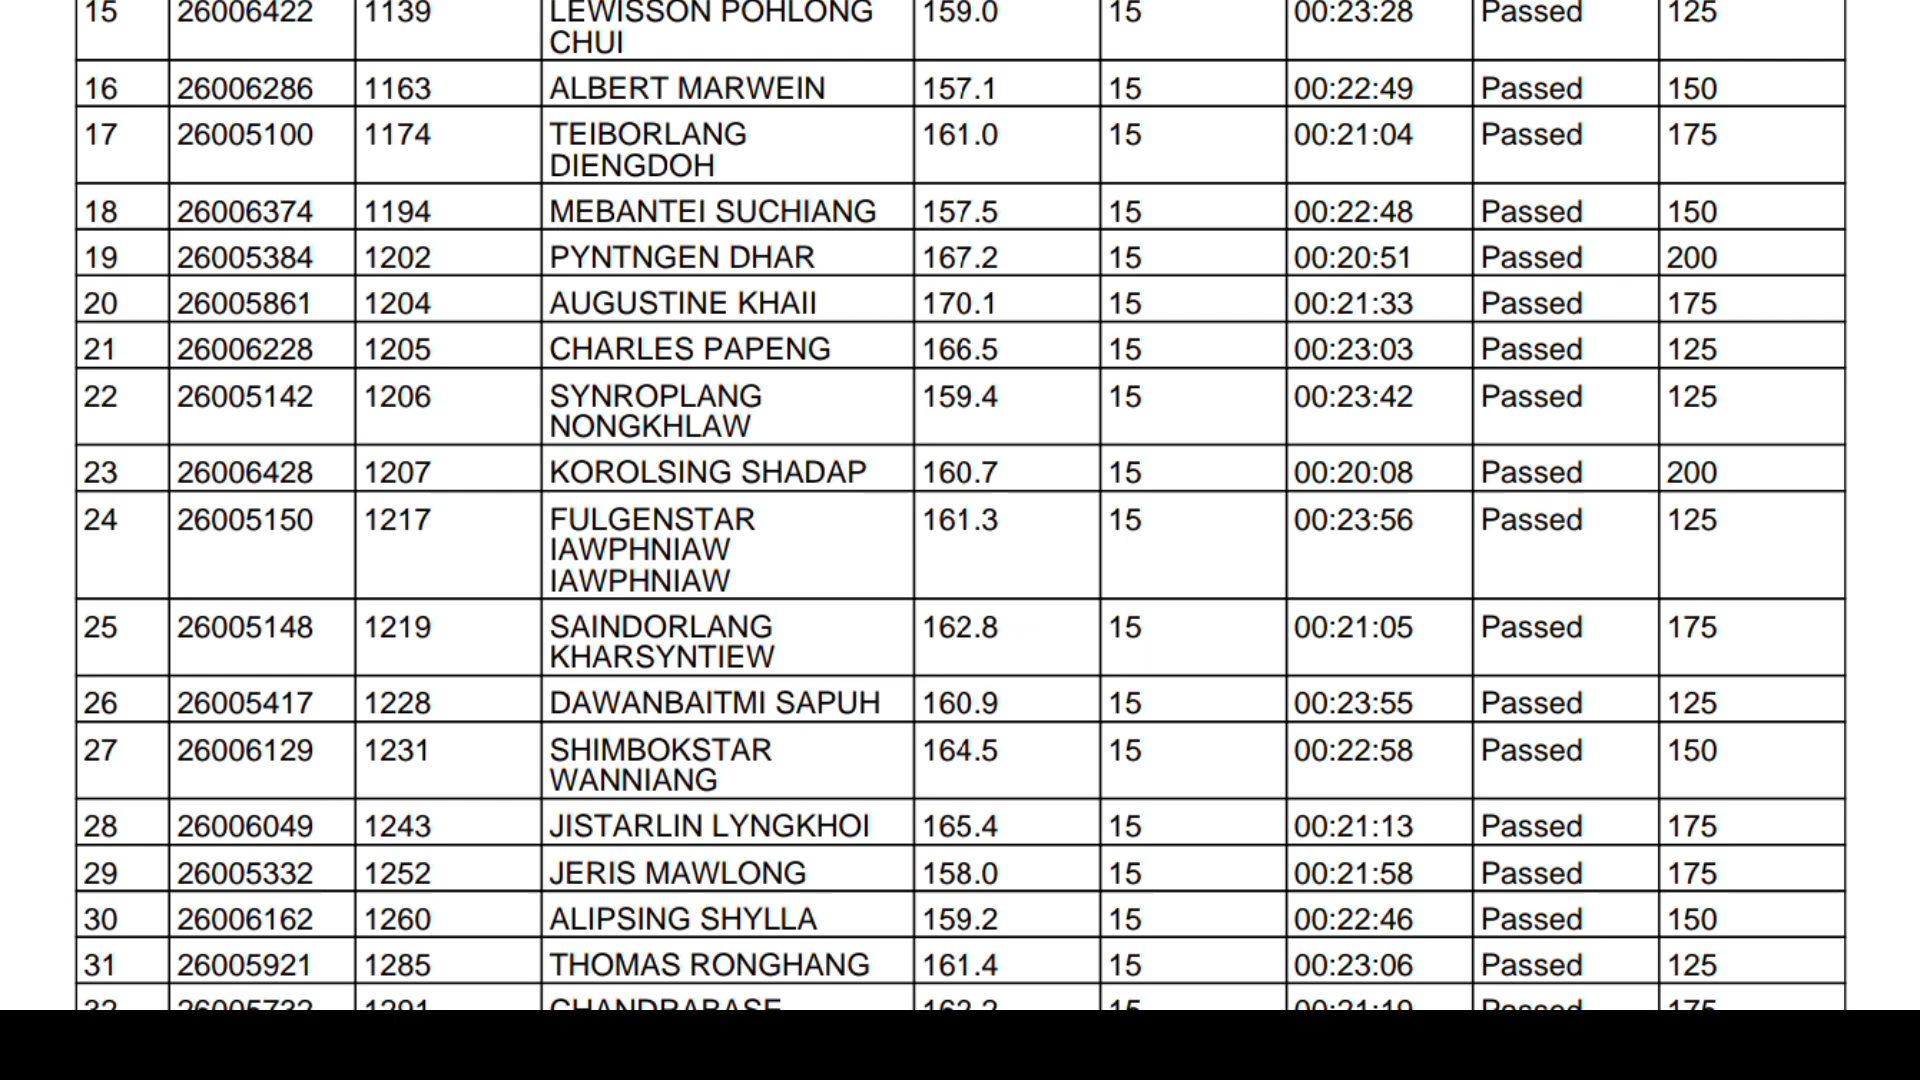 15 26006422 1139 LEWISSON POHLONG 159.0 15 00:23:28 Passed 125
CHUI
16 26006286 1163 ALBERT MARWEIN 157.1 15 00:22:49 Passed 150
17 26005100 1174 TEIBORLANG 161.0 15 00:21:04 Passed 175
DIENGDOH
18 26006374 1194 MEBANTEI SUCHIANG 157.5 15 00:22:48 Passed 150
19 26005384 1202 PYNTNGEN DHAR 167.2 15 00:20:51 Passed 200
20 26005861 1204 AUGUSTINE KHAII 170.1 15 00:21:33 Passed 175
21 26006228 1205 CHARLES PAPENG 166.5 15 00:23:03 Passed 125
22 26005142 1206 SYNROPLANG 159.4 15 00:23:42 Passed 125
NONGKHLAW
23 26006428 1207 KOROLSING SHADAP 160.7 15 00:20:08 Passed 200
24 26005150 1217 FULGENSTAR 161.3 15 00:23:56 Passed 125
IAWPHNIAW
IAWPHNIAW
25 26005148 1219 SAINDORLANG 162.8 15 00:21:05 Passed 175
KHARSYNTIEW
26 26005417 1228 DAWANBAITMI SAPUH 160.9 15 00:23:55 Passed 125
27 26006129 1231 SHIMBOKSTAR 164.5 15 00:22:58 Passed 150
WANNIANG
28 26006049 1243 JISTARLIN LYNGKHOI 165.4 15 00:21:13 Passed 175
29 26005332 1252 JERIS MAWLONG 158.0 15 00:21:58 Passed 175
30 26006162 1260 ALIPSING SHYLLA 159.2 15 00:22:46 Passed 150
31 26005921 1285 THOMAS RONGHANG 161.4 15 00:23:06 Passed 125